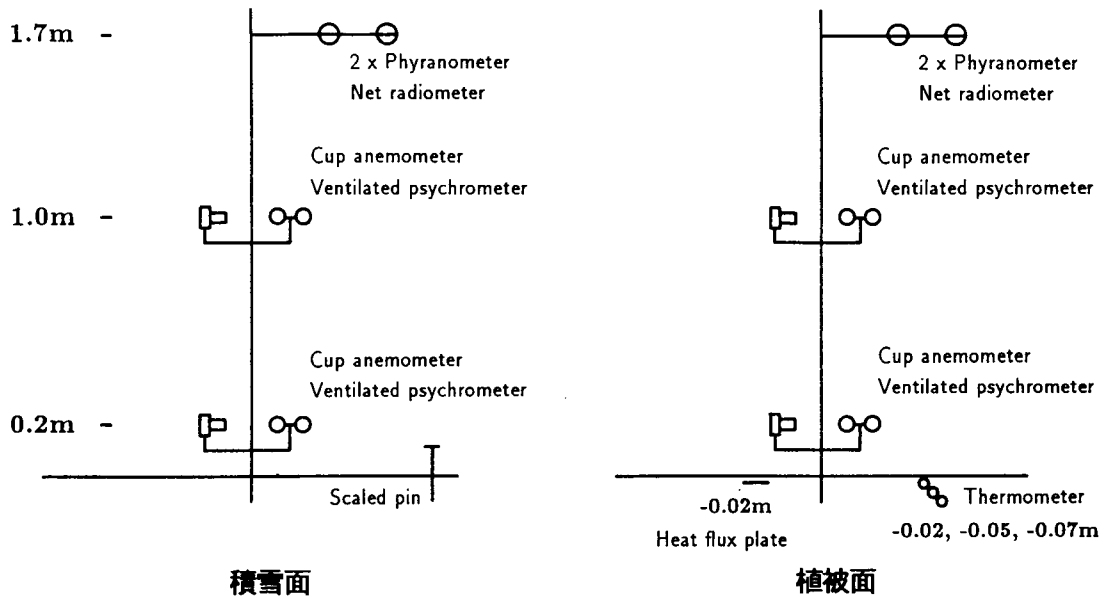 1.7m -
2 x Phyranometer
Net radiometer
2 x Phyranometer
Net radiometer
Cup anemometer
Ventilated psychrometer
Cup anemometer
Ventilated psychrometer
1.0m -
Cup anemometer
Ventilated psychrometer
Cup anemometer
Ventilated psychrometer
0.2m -
Scaled pin
-0.02m
Heat flux plate
Thermometer
-0.02, -0.05, -0.07m
積雪面
植被面